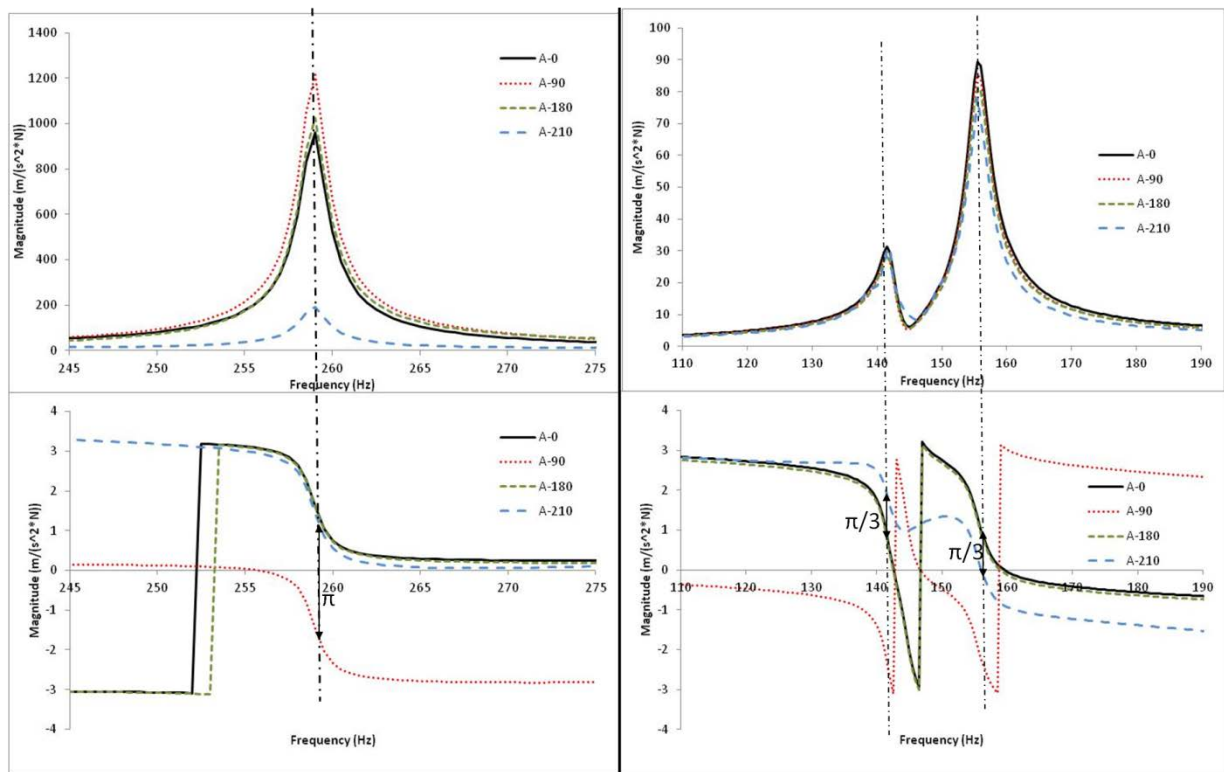 1400
1200
1000
800
600
400
200
0
245 250 255 260 265 270 275
Magnitude (m/(s^2*N))
Frequency (Hz)
A-0
A-90
A-180
A-210
100
90
80
70
60
50
40
30
20
10
0
110 120 130 140 150 160 170 180 190
Magnitude (m/(s^2*N))
Frequency (Hz)
A-0
A-90
A-180
A-210
4
3
2
1
0
-1
-2
-3
-4
245 250 255 260 265 270 275
Magnitude (m/(s^2*N))
Frequency (Hz)
A-0
A-90
A-180
A-210
π
4
3
2
1
0
-1
-2
-3
-4
110 120 130 140 150 160 170 180 190
Magnitude (m/(s^2*N))
Frequency (Hz)
A-0
A-90
A-180
A-210
π/3
π/3